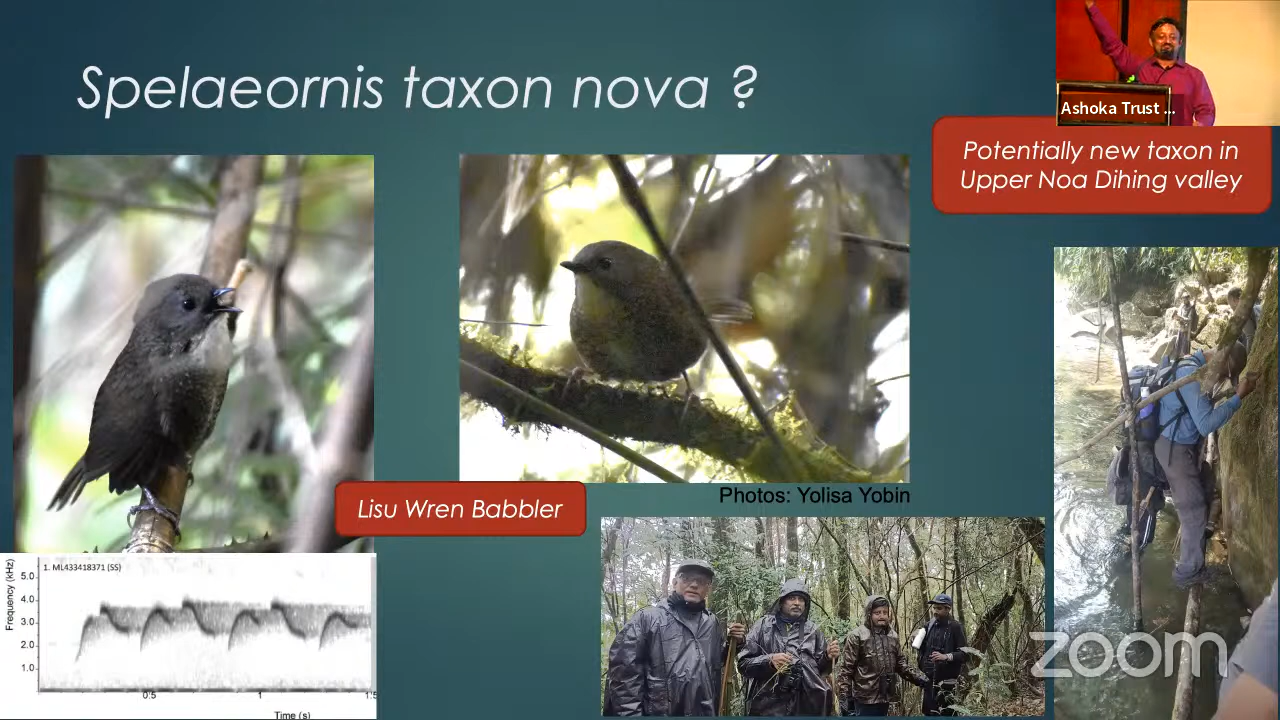 Spelaeornis taxon nova ?
Ashoka Trust ...
Potentially new taxon in
Upper Noa Dihing valley
Photos: Yolisa Yobin
Lisu Wren Babbler
1. ML433418371 (SS)
Frequency (kHz)
5.0
4.0
3.0
2.0
1.0
0:5
1
1:5
Time (s)
zoom